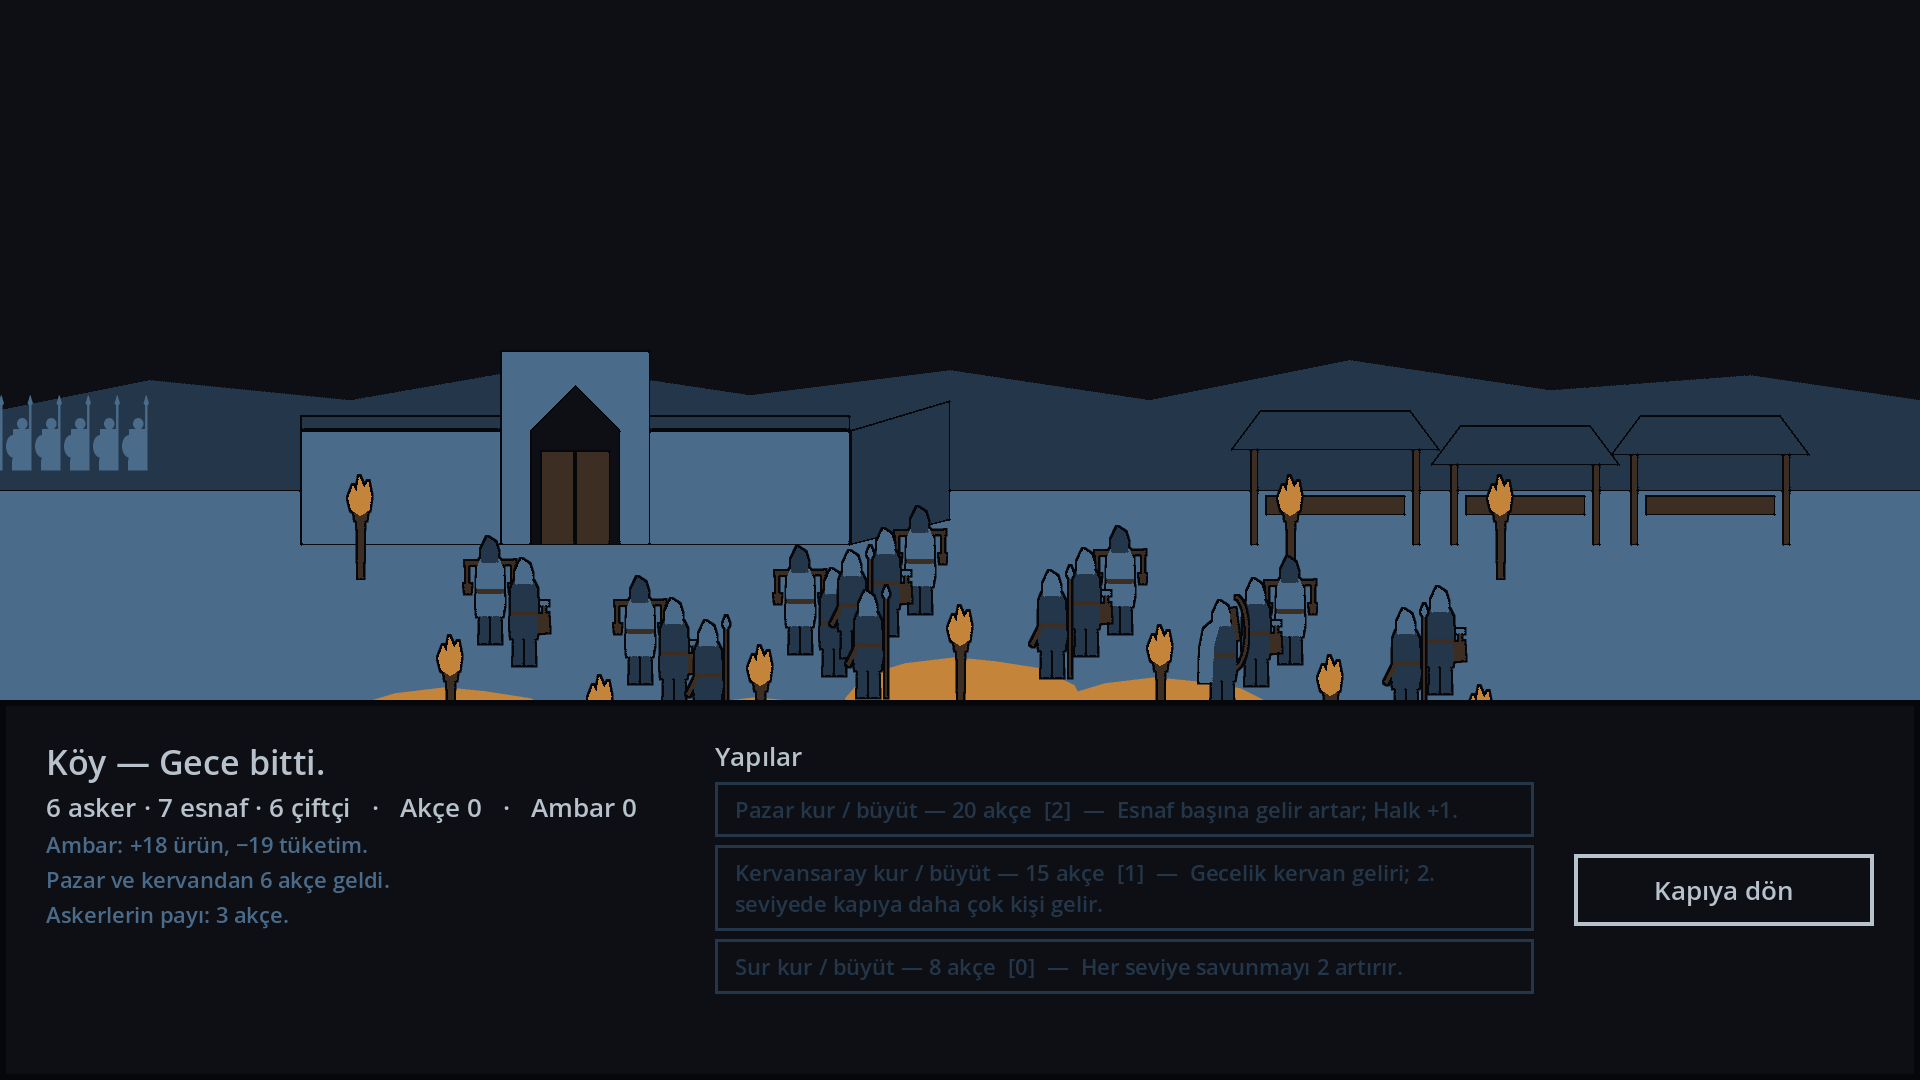 Köy — Gece bitti.
6 asker · 7 esnaf · 6 çiftçi · Akçe 0 · Ambar 0
Ambar: +18 ürün, −19 tüketim.
Pazar ve kervandan 6 akçe geldi.
Askerlerin payı: 3 akçe.
Yapılar
Pazar kur / büyüt — 20 akçe [2] — Esnaf başına gelir artar; Halk +1.
Kervansaray kur / büyüt — 15 akçe [1] — Gecelik kervan geliri; 2.
seviyede kapıya daha çok kişi gelir.
Sur kur / büyüt — 8 akçe [0] — Her seviye savunmayı 2 artırır.
Kapıya dön